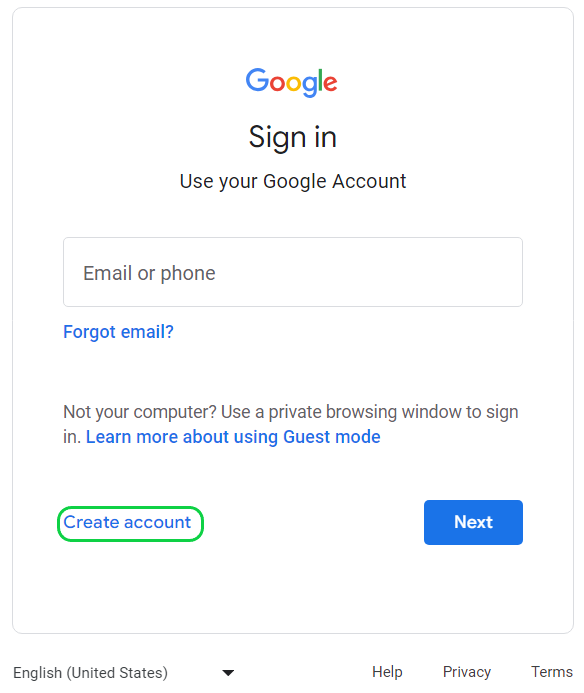 Google
Sign in
Use your Google Account
Email or phone
Forgot email?
Not your computer? Use a private browsing window to sign
in. Learn more about using Guest mode
Create account
Next
English (United States)
Help
Privacy
Terms